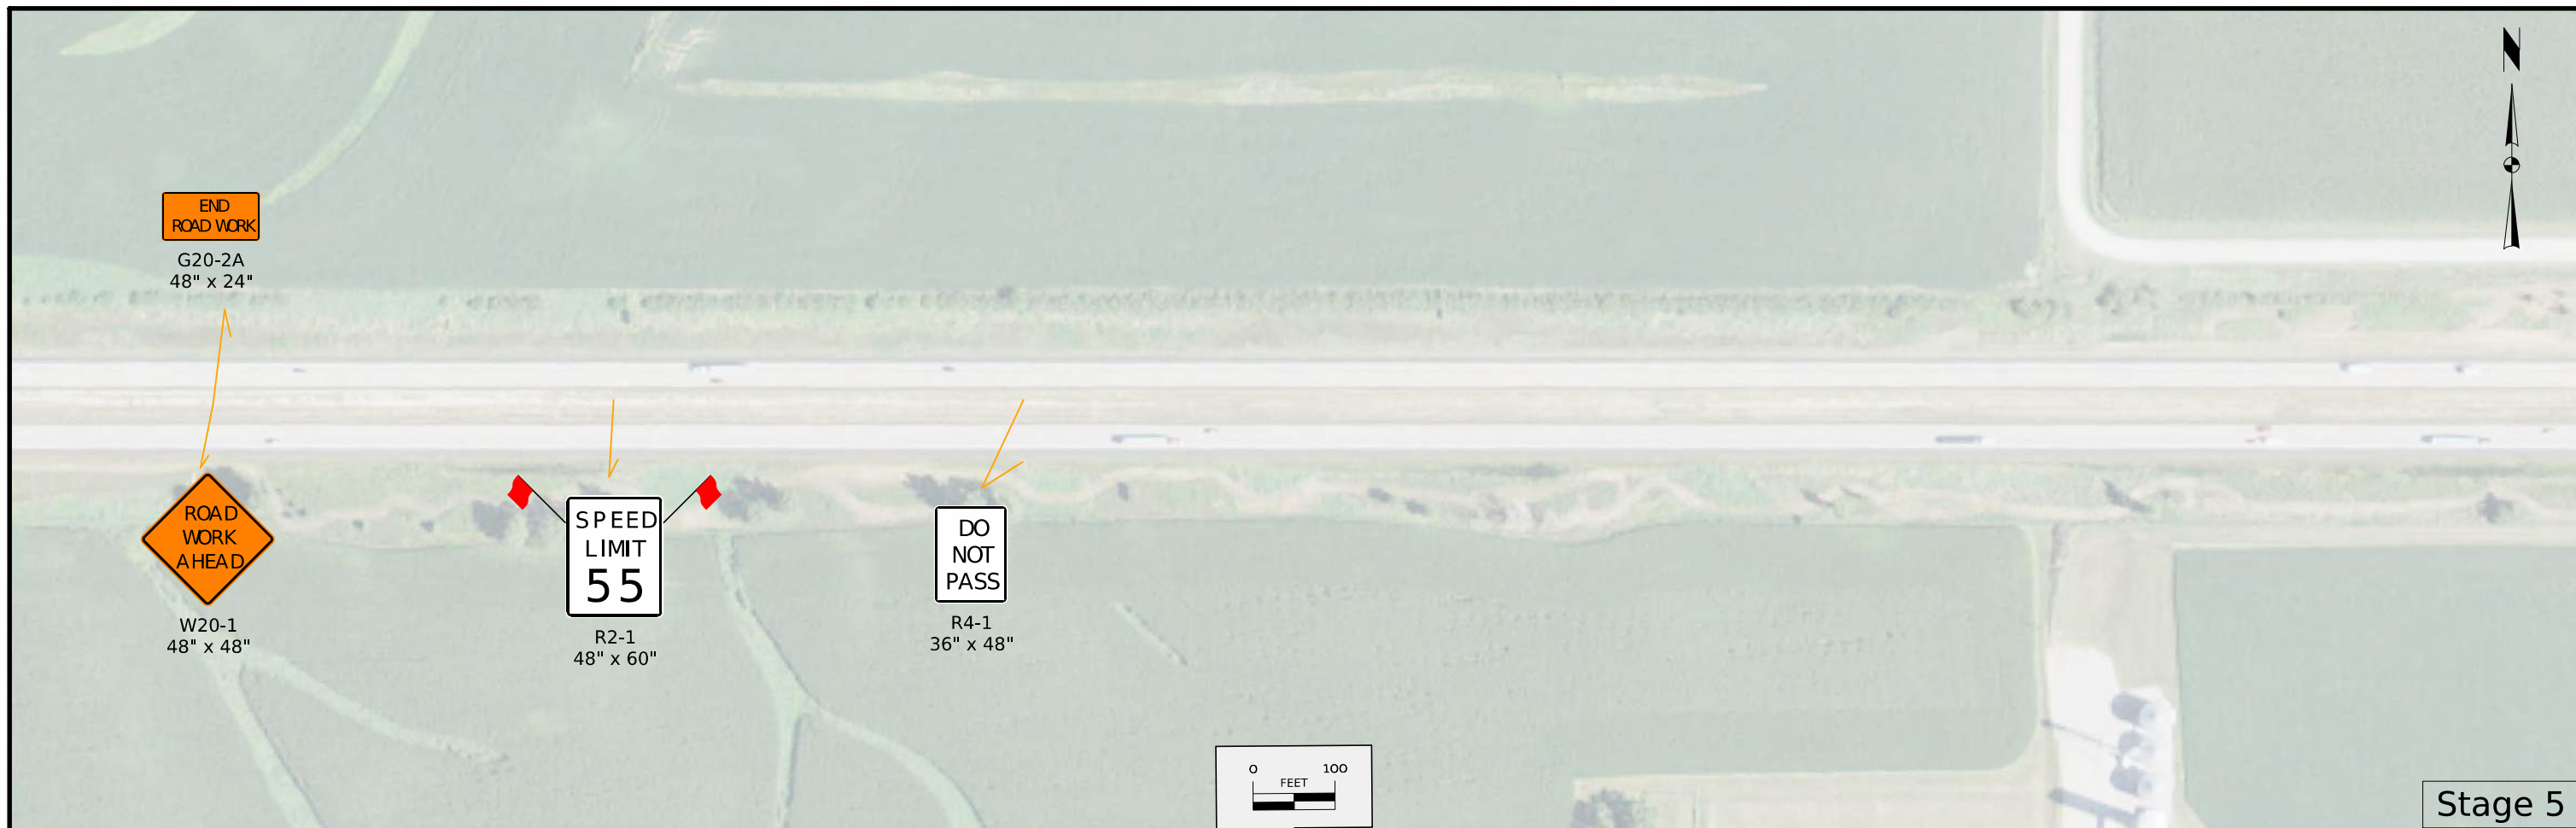 N
END
ROAD WORK
G20-2A
48" x 24"
ROAD
WORK
AHEAD
W20-1
48" x 48"
SPEED
LIMIT
55
R2-1
48" x 60"
DO
NOT
PASS
R4-1
36" x 48"
0 100
FEET
Stage 5